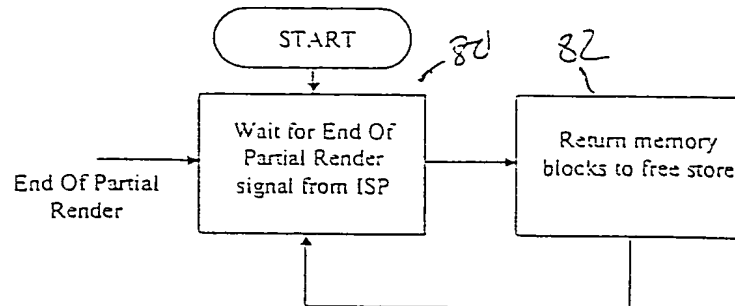 START
80
82
Wait for End Of
Partial Render
signal from ISP
Return memory
blocks to free store
End Of Partial
Render